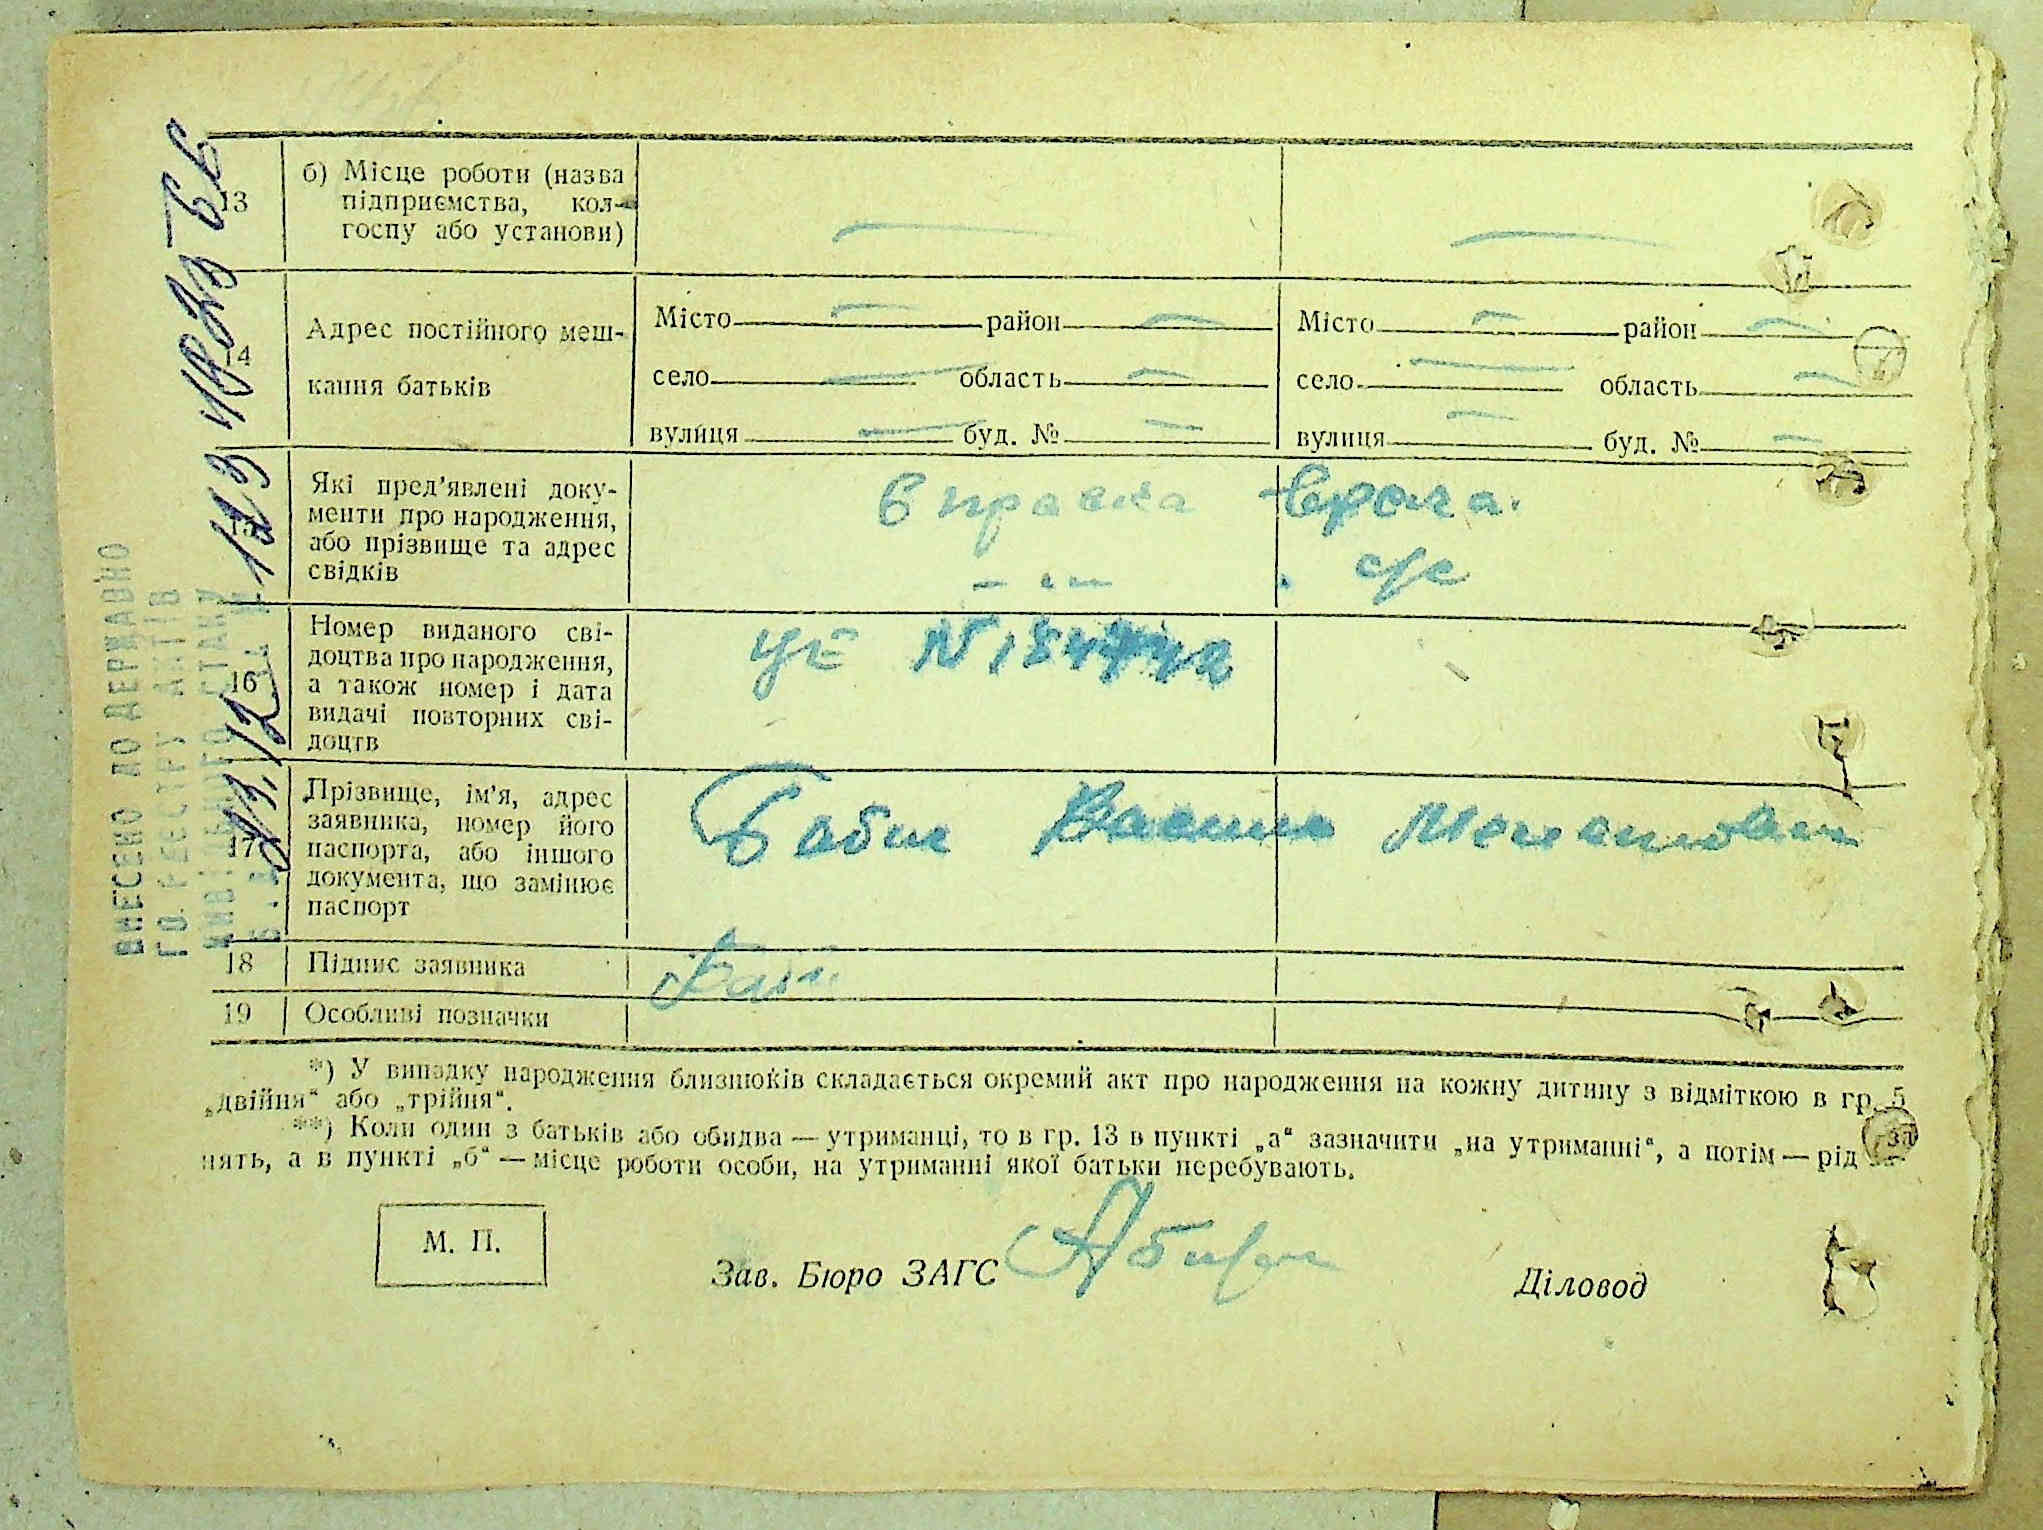 13
б) Місце роботи (назва
підприємства, кол-
госпу або установи)
14
Адрес постійного меш-
кання батьків
Місто район Місто район
село область село область
вулиця буд. № вулиця буд. №
15
Які пред'явлені доку-
менти про народження,
або прізвище та адрес
свідків
справка врача.
16
Номер виданого сві-
доцтва про народження,
а також номер і дата
видачі повторних сві-
доцтв
17
Прізвище, ім'я, адрес
заявника, номер його
паспорта, або іншого
документа, що замінює
паспорт
Бабич
18 Підпис заявника
19 Особливі позначки
*) У випадку народження близнюків складається окремий акт про народження на кожну дитину з відміткою в гр. 5
„двійня“ або „трійня“.
**) Коли один з батьків або обидва — утриманці, то в гр. 13 в пункті „а“ зазначити „на утриманні“, а потім — рід за-
нять, а в пункті „б“ — місце роботи особи, на утриманні якої батьки перебувають.
М. П.
Зав. Бюро ЗАГС
Діловод
ВНЕСЕНО ДО ДЕРЖАВНО
ГО РЕЄСТРУ АКТІВ
ЦИВІЛЬНОГО СТАНУ